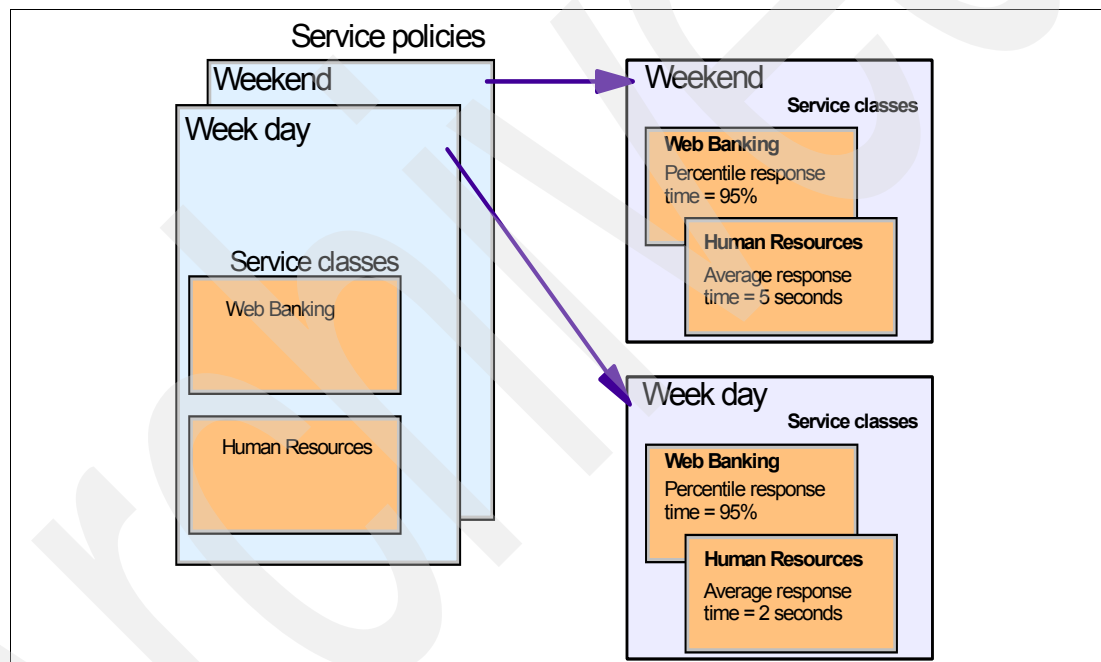 Service policies
Weekend
Week day
Service classes
Web Banking
Human Resources
Weekend
Service classes
Web Banking
Percentile response
time = 95%
Human Resources
Average response
time = 5 seconds
Week day
Service classes
Web Banking
Percentile response
time = 95%
Human Resources
Average response
time = 2 seconds